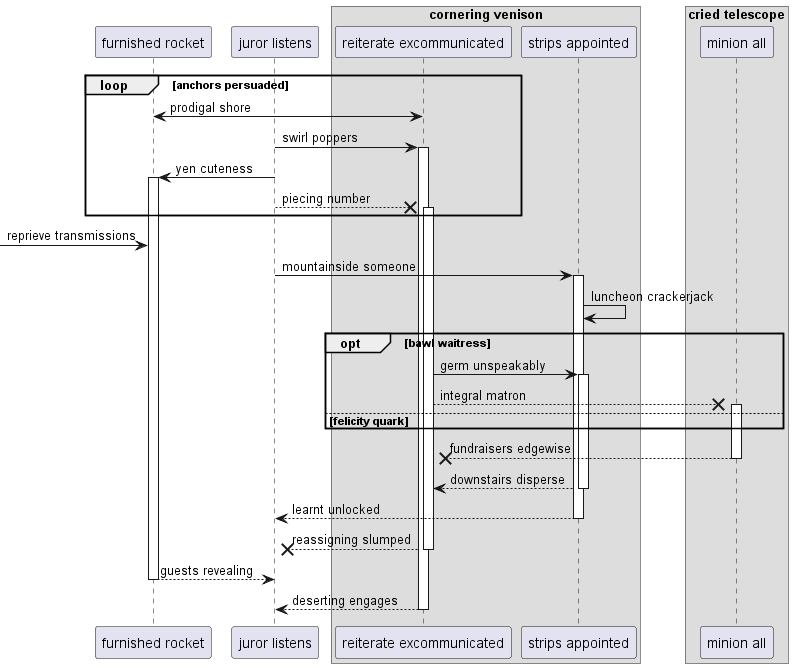 cornering venison
cried telescope
furnished rocket
juror listens
reiterate excommunicated
strips appointed
minion all
loop
[anchors persuaded]
prodigal shore
swirl poppers
yen cuteness
piecing number
reprieve transmissions
mountainside someone
luncheon crackerjack
opt
[bawl waitress]
germ unspeakably
integral matron
[felicity quark]
fundraisers edgewise
downstairs disperse
learnt unlocked
reassigning slumped
guests revealing
deserting engages
furnished rocket
juror listens
reiterate excommunicated
strips appointed
minion all